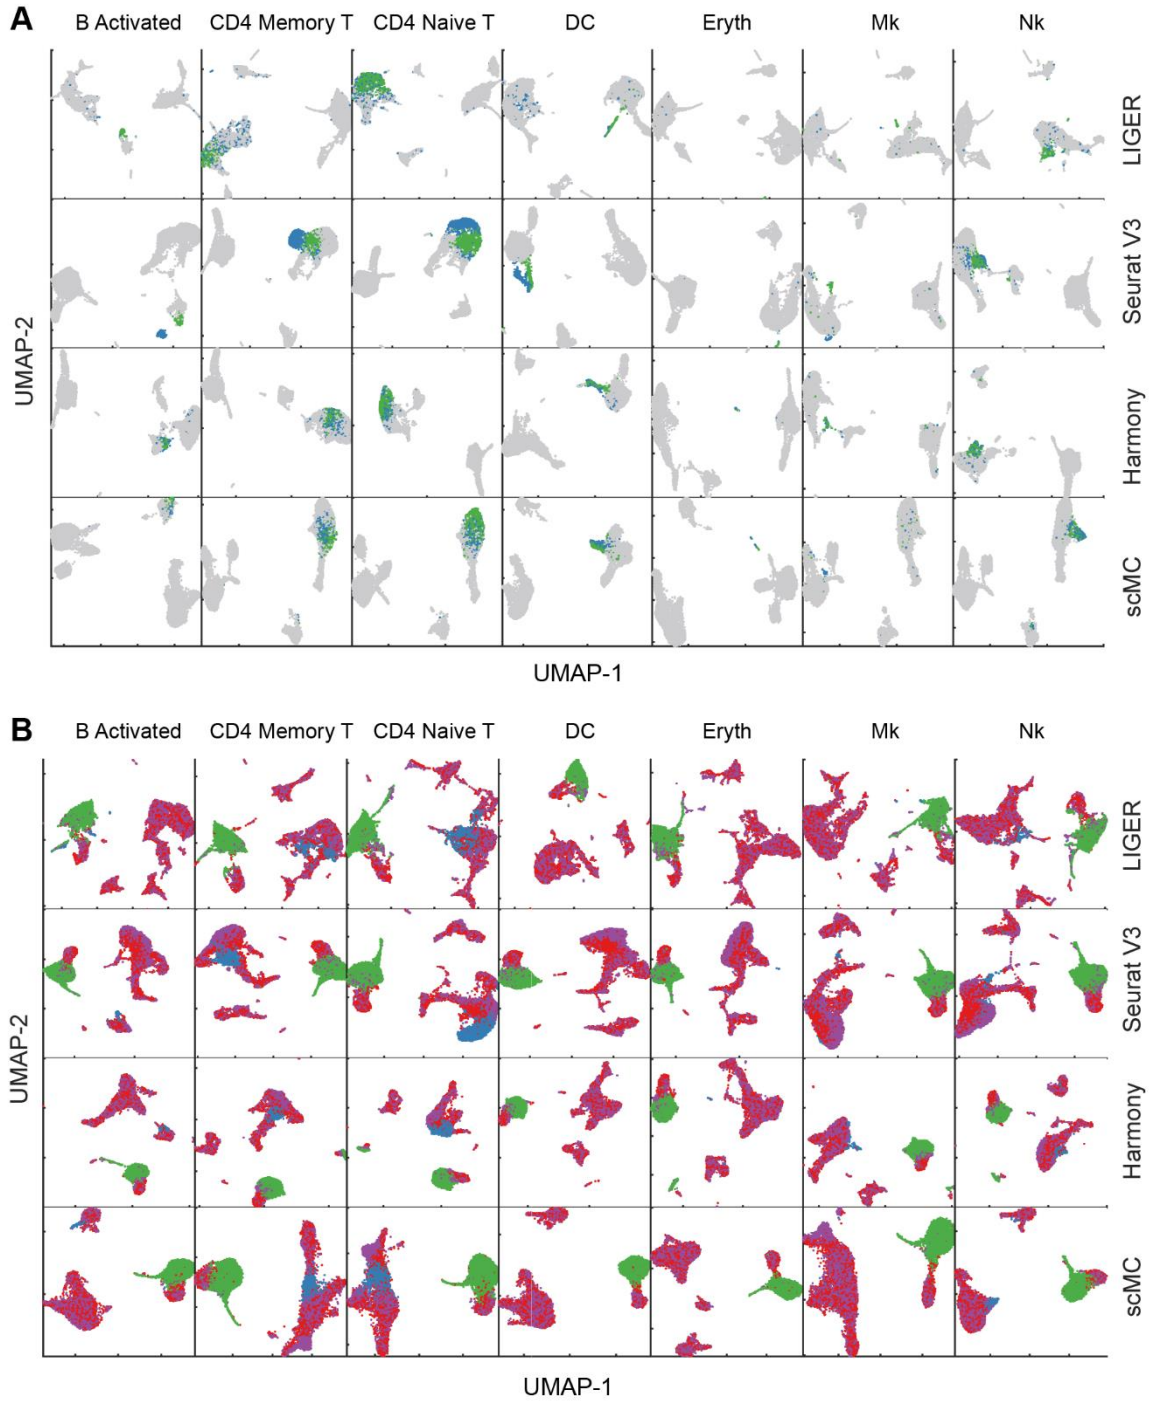 A
B Activated CD4 Memory T CD4 Naive T DC Eryth Mk Nk
LIGER
Seurat V3
Harmony
scMC
UMAP-2
UMAP-1
B
B Activated CD4 Memory T CD4 Naive T DC Eryth Mk Nk
LIGER
Seurat V3
Harmony
scMC
UMAP-2
UMAP-1